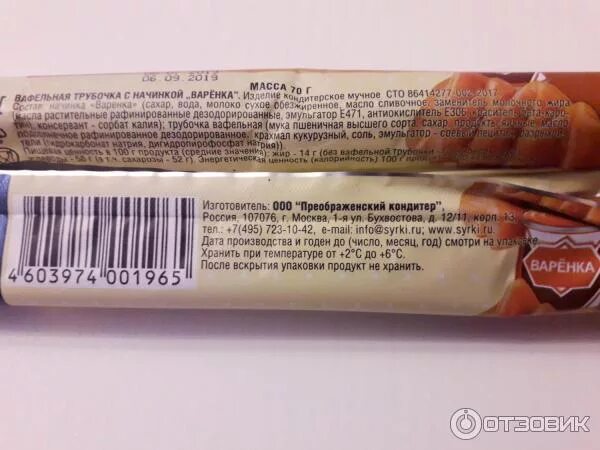 06.09.2019
МАССА 70 Г
ВАФЕЛЬНАЯ ТРУБОЧКА С НАЧИНКОЙ „ВАРЁНКА". Изделие кондитерское мучное СТО 86414277-002-2017
Состав: начинка «Варенка» (сахар, вода, молоко сухое обезжиренное, масло сливочное, заменитель молочного жира
(масла растительные рафинированные дезодорированные, эмульгатор Е471, антиокислитель Е306, краситель бета-каро-
тин), консервант - сорбат калия); трубочка вафельная (мука пшеничная высшего сорта, сахар, продукты яичные, масло
рафинированное дезодорированное, крахмал кукурузный, соль, эмульгатор - соевый лецитин, разрыхли-
тели (гидрокарбонат натрия, дигидропирофосфат натрия)).
Пищевая ценность в 100 г продукта (средние значения): жир - 14 г (без вафельной трубочки
- 58 г (в т.ч. сахарозы - 52 г). Энергетическая ценность (калорийность) 100 г
Изготовитель: ООО "Преображенский кондитер",
Россия, 107076, г. Москва, 1-я ул. Бухвостова, д. 12/11, корп. 13,
тел.: +7(495) 723-10-42, e-mail: info@syrki.ru; www.syrki.ru
Дата производства и годен до (число, месяц, год) смотри на упаковке.
Хранить при температуре от +2°С до +6°С.
После вскрытия упаковки продукт не хранить.
4 603974 001965
ВАРЁНКА
ОТЗОВИК